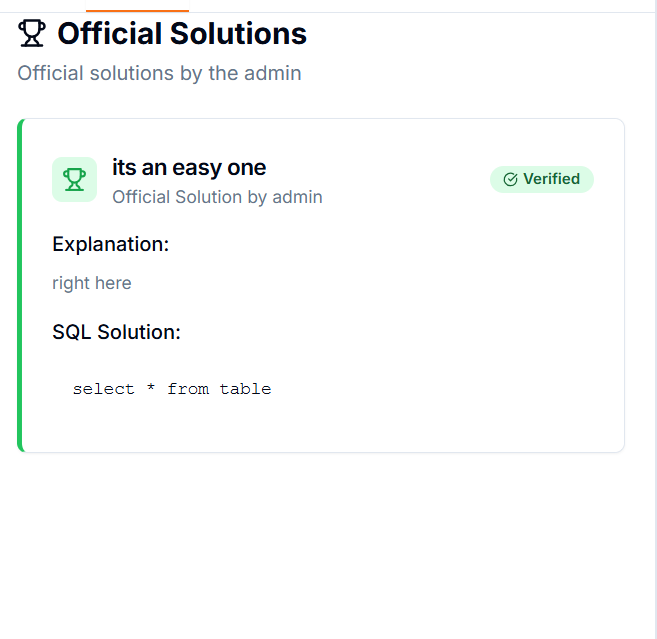 Official Solutions
Official solutions by the admin
its an easy one
Official Solution by admin
Verified
Explanation:
right here
SQL Solution:
select * from table